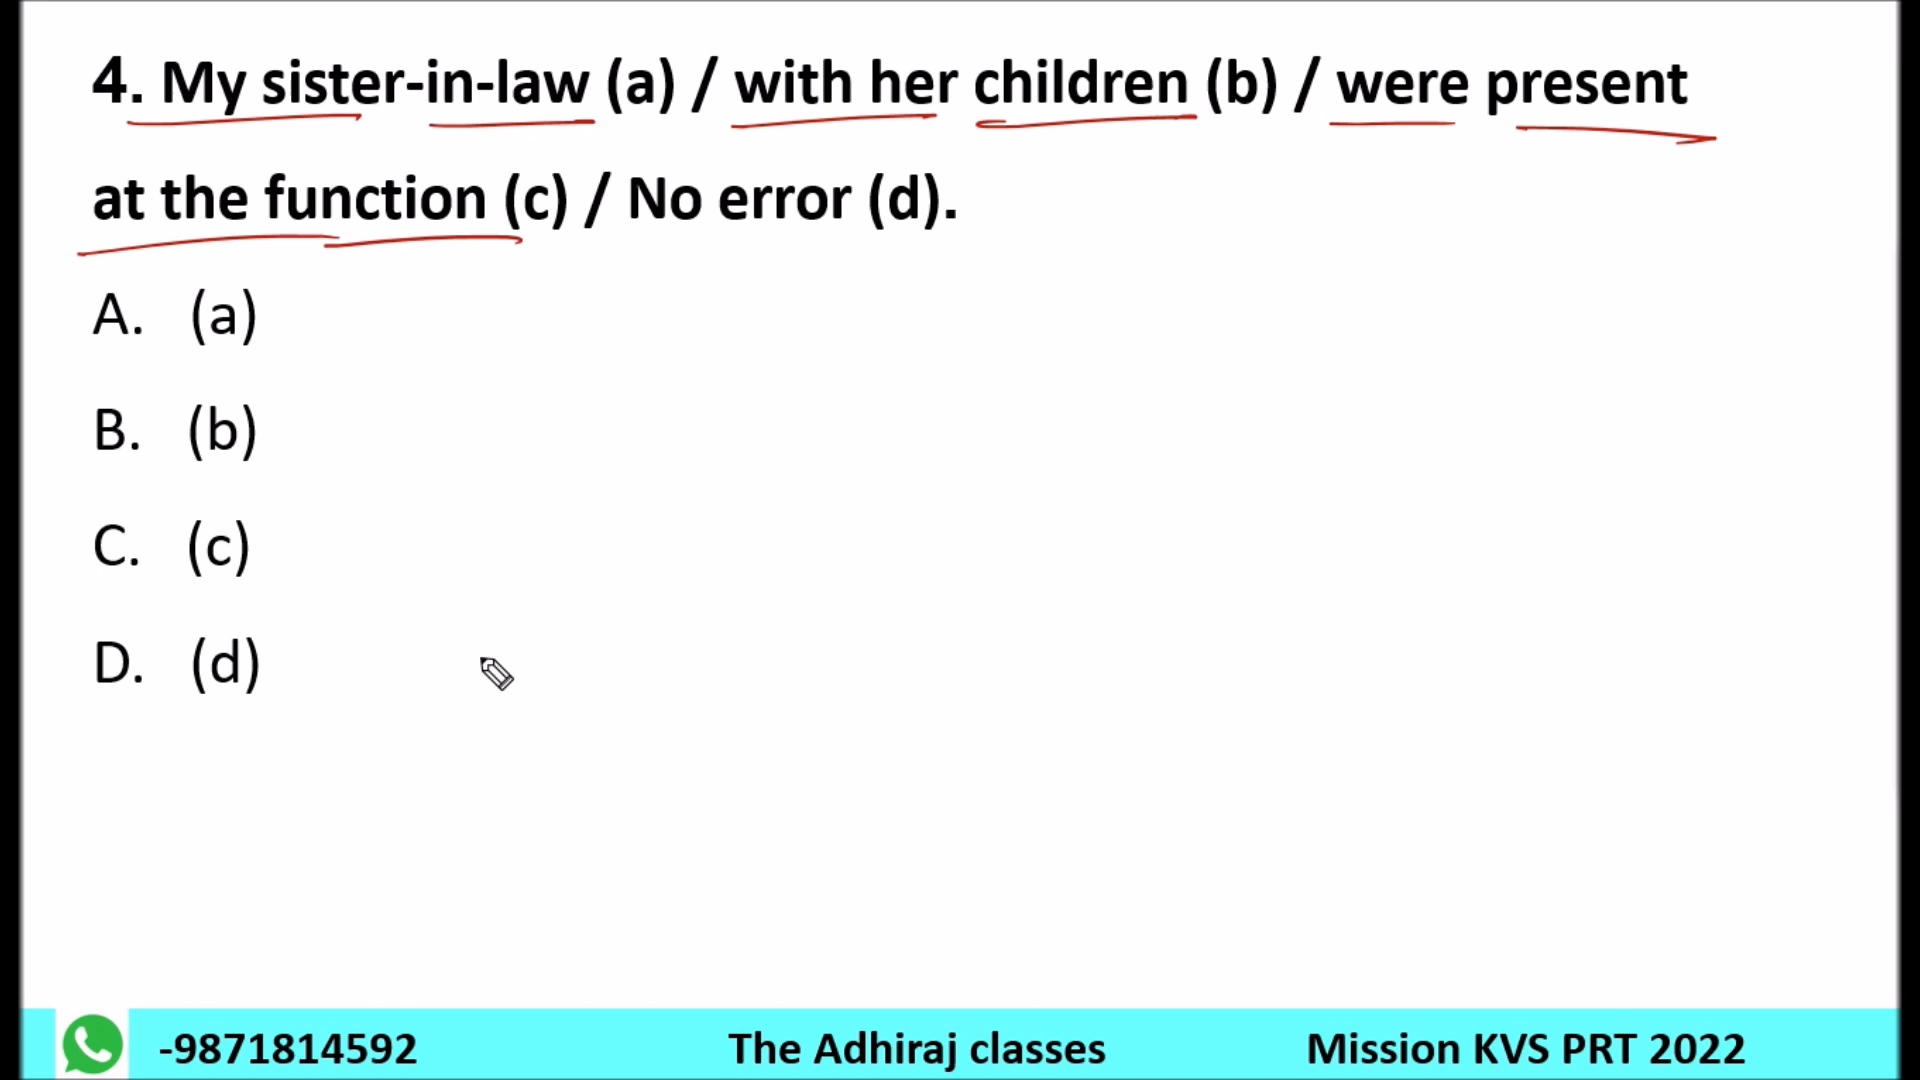 4. My sister-in-law (a) / with her children (b) / were present
at the function (c) / No error (d).
A. (a)
B. (b)
C. (c)
D. (d)
-9871814592 The Adhiraj classes Mission KVS PRT 2022